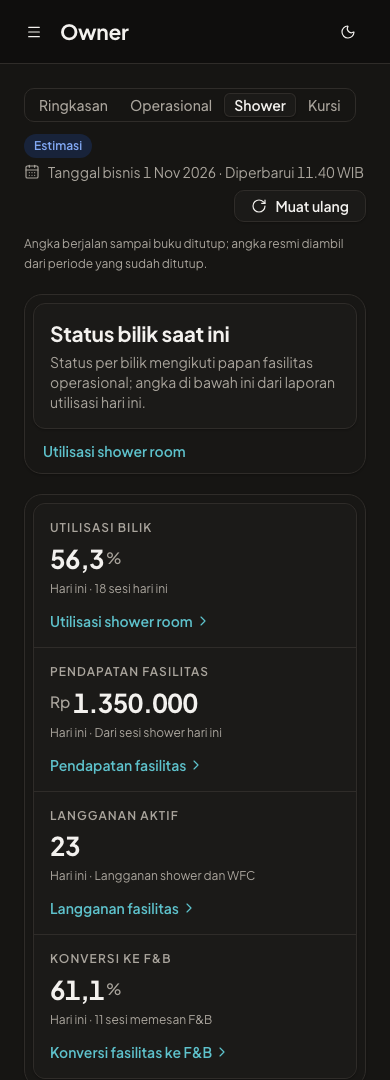 Owner
Ringkasan Operasional Shower Kursi
Estimasi
Tanggal bisnis 1 Nov 2026 · Diperbarui 11.40 WIB
Muat ulang
Angka berjalan sampai buku ditutup; angka resmi diambil
dari periode yang sudah ditutup.
Status bilik saat ini
Status per bilik mengikuti papan fasilitas
operasional; angka di bawah ini dari laporan
utilisasi hari ini.
Utilisasi shower room
UTILISASI BILIK
56,3%
Hari ini · 18 sesi hari ini
Utilisasi shower room
PENDAPATAN FASILITAS
Rp 1.350.000
Hari ini · Dari sesi shower hari ini
Pendapatan fasilitas
LANGGANAN AKTIF
23
Hari ini · Langganan shower dan WFC
Langganan fasilitas
KONVERSI KE F&B
61,1%
Hari ini · 11 sesi memesan F&B
Konversi fasilitas ke F&B